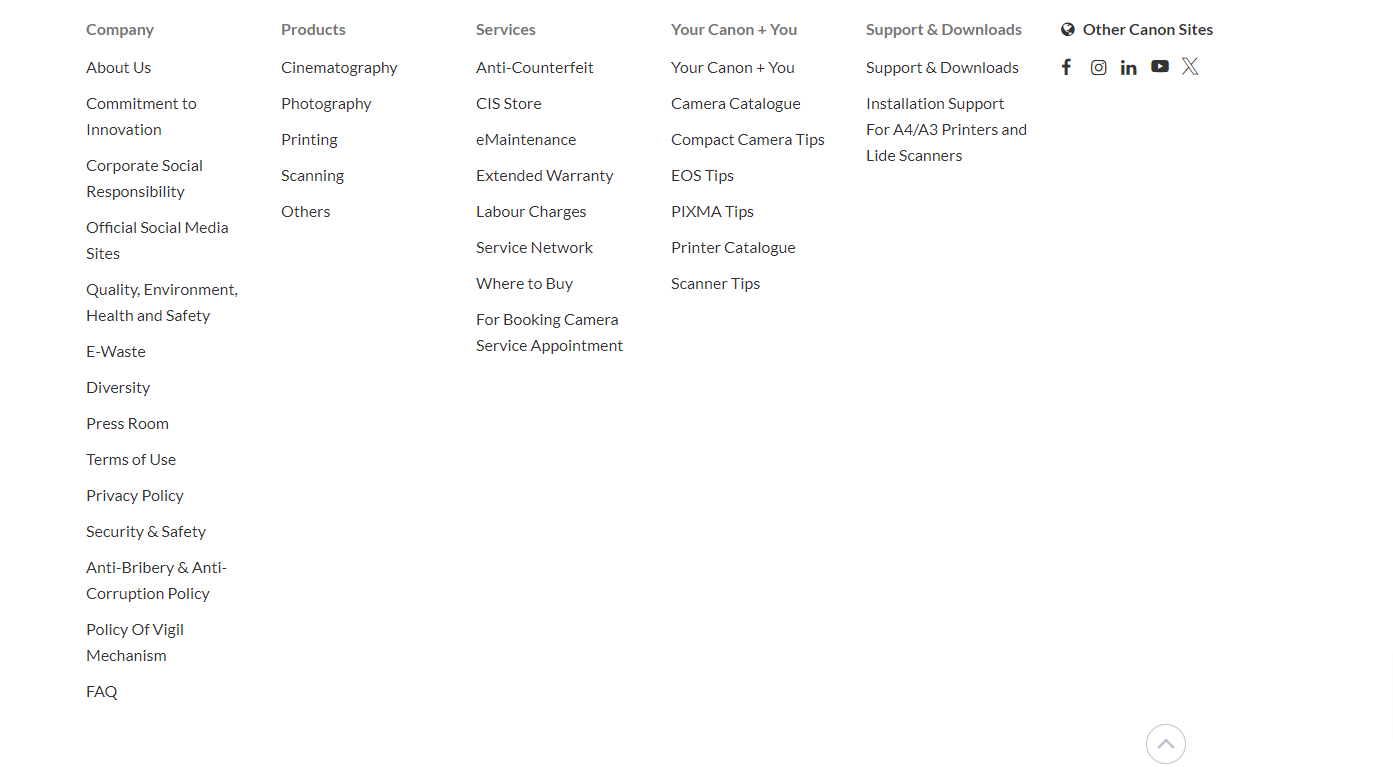 Company
About Us
Commitment to
Innovation
Corporate Social
Responsibility
Official Social Media
Sites
Quality, Environment,
Health and Safety
E-Waste
Diversity
Press Room
Terms of Use
Privacy Policy
Security & Safety
Anti-Bribery & Anti-
Corruption Policy
Policy Of Vigil
Mechanism
FAQ
Products
Cinematography
Photography
Printing
Scanning
Others
Services
Anti-Counterfeit
CIS Store
eMaintenance
Extended Warranty
Labour Charges
Service Network
Where to Buy
For Booking Camera
Service Appointment
Your Canon + You
Your Canon + You
Camera Catalogue
Compact Camera Tips
EOS Tips
PIXMA Tips
Printer Catalogue
Scanner Tips
Support & Downloads
Support & Downloads
Installation Support
For A4/A3 Printers and
Lide Scanners
Other Canon Sites